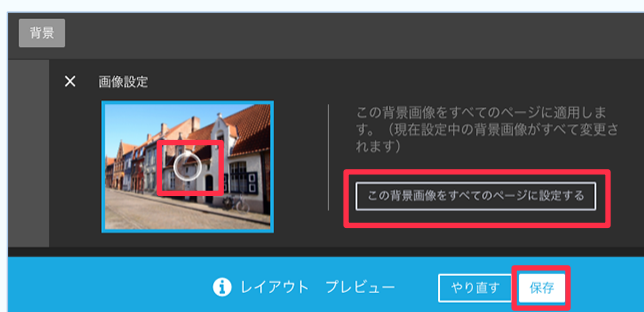 背景
画像設定
この背景画像をすべてのページに適用しま
す。（現在設定中の背景画像がすべて変更さ
れます）
この背景画像をすべてのページに設定する
レイアウト プレビュー
やり直す
保存